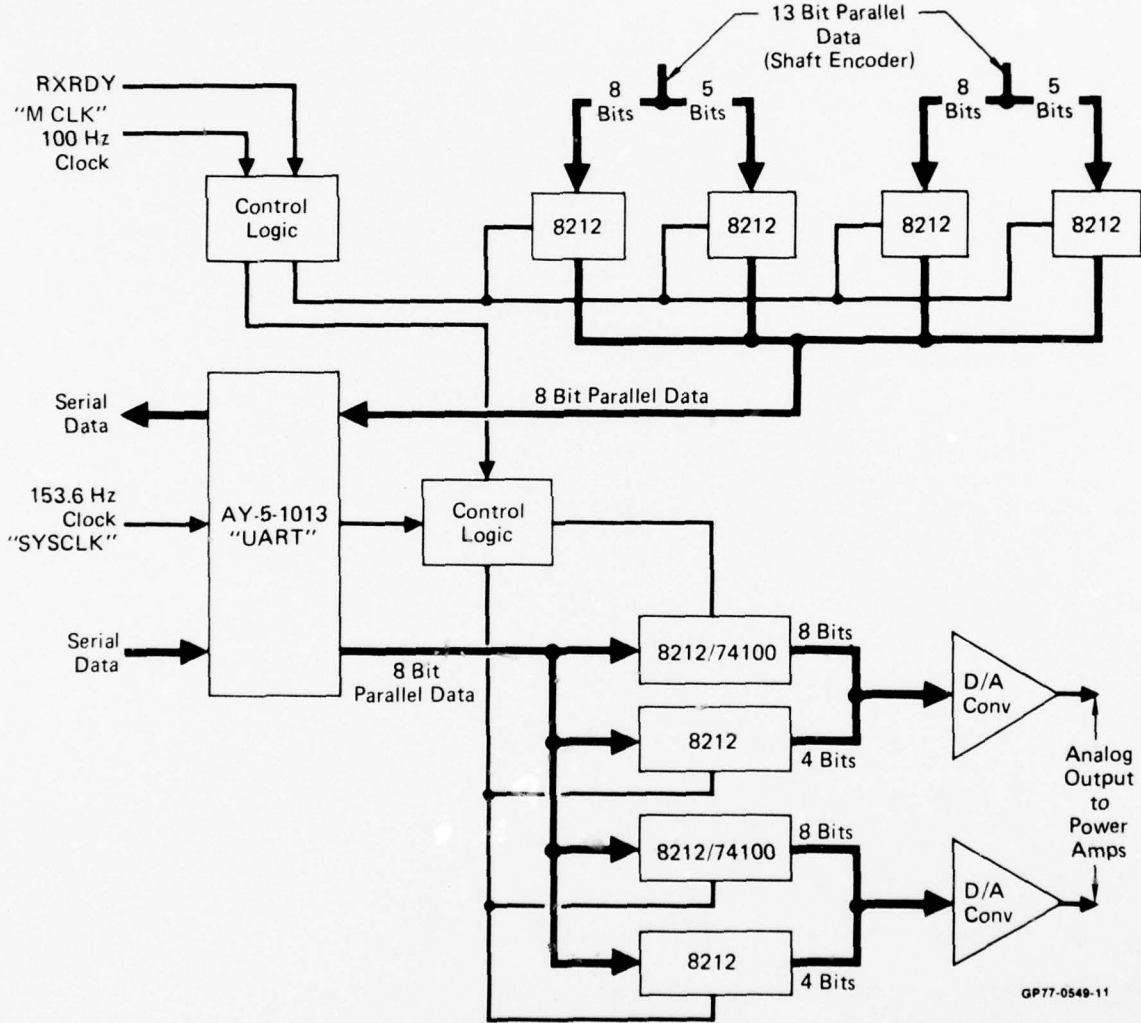 13 Bit Parallel
Data
(Shaft Encoder)
RXRDY
"M CLK"
100 Hz
Clock
8
Bits
5
Bits
8
Bits
5
Bits
Control
Logic
8212
8212
8212
8212
Serial
Data
8 Bit Parallel Data
153.6 Hz
Clock
"SYSCLK"
AY-5-1013
"UART"
Control
Logic
Serial
Data
8 Bit
Parallel Data
8212/74100
8 Bits
D/A
Conv
8212
4 Bits
Analog
Output
to
Power
Amps
8212/74100
8 Bits
D/A
Conv
8212
4 Bits
GP77-0549-11